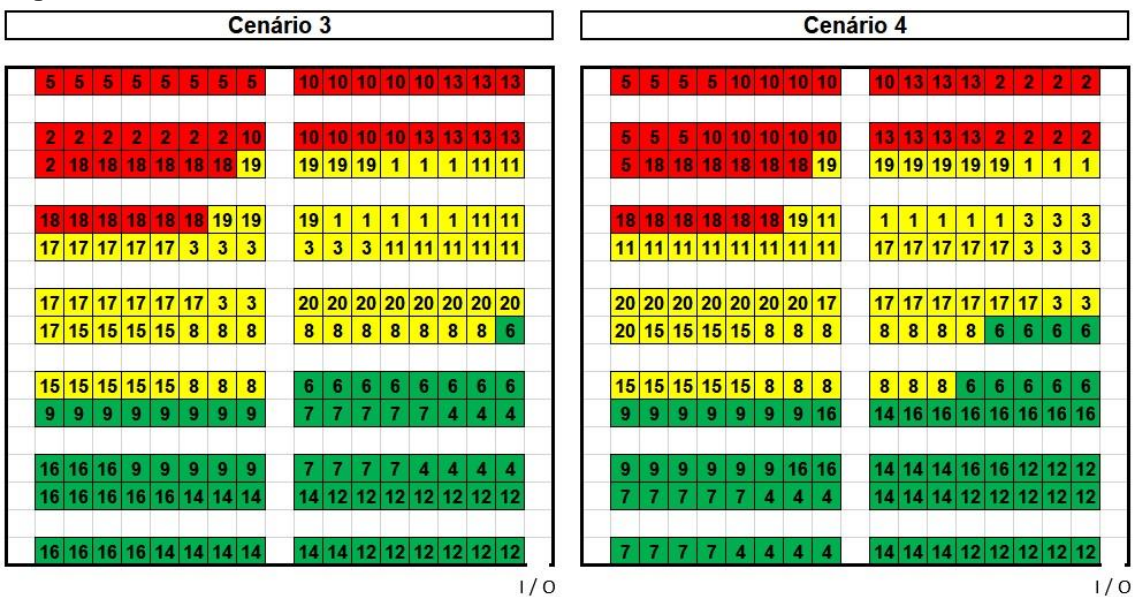 Cenário 3 Cenário 4
5 5 5 5 5 5 5 5 10 10 10 10 10 13 13 13 5 5 5 5 10 10 10 10 10 13 13 13 2 2 2 2
2 2 2 2 2 2 2 10 10 10 10 10 13 13 13 13 5 5 5 10 10 10 10 10 13 13 13 13 2 2 2 2
2 18 18 18 18 18 18 19 19 19 19 1 1 1 11 11 5 18 18 18 18 18 18 19 19 19 19 19 19 1 1 1
18 18 18 18 18 18 19 19 19 1 1 1 1 1 11 11 18 18 18 18 18 18 19 11 1 1 1 1 1 3 3 3
17 17 17 17 17 3 3 3 3 3 3 11 11 11 11 11 11 11 11 11 11 11 11 11 17 17 17 17 17 3 3 3
17 17 17 17 17 17 3 3 20 20 20 20 20 20 20 20 20 20 20 20 20 20 20 17 17 17 17 17 17 17 3 3
17 15 15 15 15 8 8 8 8 8 8 8 8 8 8 6 20 15 15 15 15 8 8 8 8 8 8 8 6 6 6 6
15 15 15 15 15 8 8 8 6 6 6 6 6 6 6 6 15 15 15 15 15 8 8 8 8 8 8 6 6 6 6 6
9 9 9 9 9 9 9 9 7 7 7 7 7 4 4 4 9 9 9 9 9 9 9 16 14 16 16 16 16 16 16 16
16 16 16 9 9 9 9 9 7 7 7 7 4 4 4 4 9 9 9 9 9 9 16 16 14 14 14 16 16 12 12 12
16 16 16 16 16 14 14 14 14 12 12 12 12 12 12 12 7 7 7 7 7 4 4 4 14 14 14 12 12 12 12 12
16 16 16 16 14 14 14 14 14 14 12 12 12 12 12 12 7 7 7 7 4 4 4 4 14 14 14 12 12 12 12 12
I / O I / O